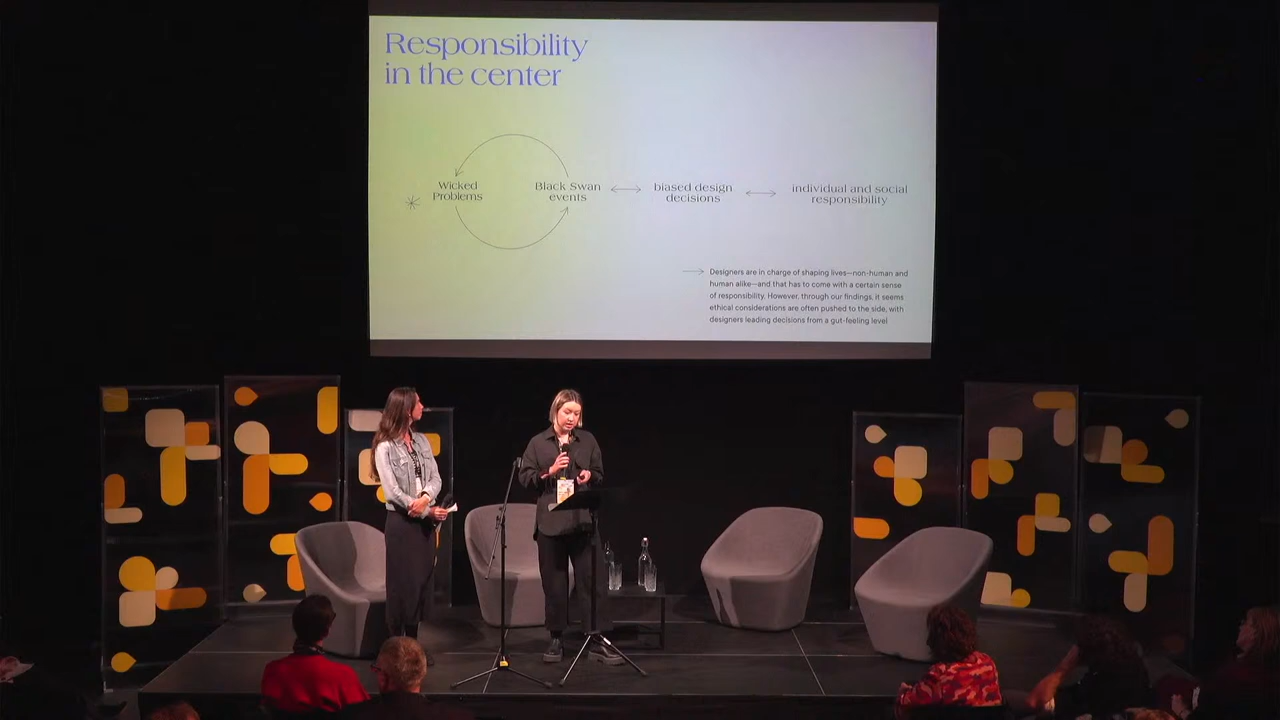 Responsibility
in the center
Wicked
Problems
Black Swan
events
biased design
decisions
individual and social
responsibility
Designers are in charge of shaping lives—non-human and
human alike—and that has to come with a certain sense
of responsibility. However, through our findings, it seems
ethical considerations are often pushed to the side, with
designers leading decisions from a gut-feeling level